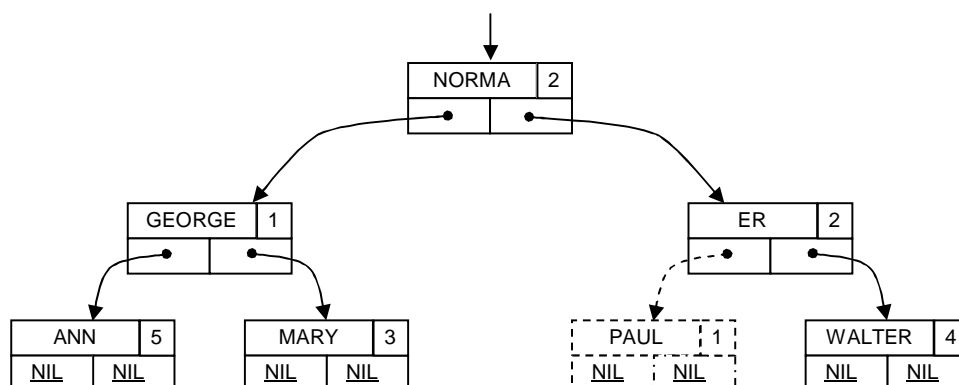 NORMA 2
GEORGE 1 ER 2
ANN 5 MARY 3 PAUL 1 WALTER 4
NIL NIL NIL NIL NIL NIL NIL NIL